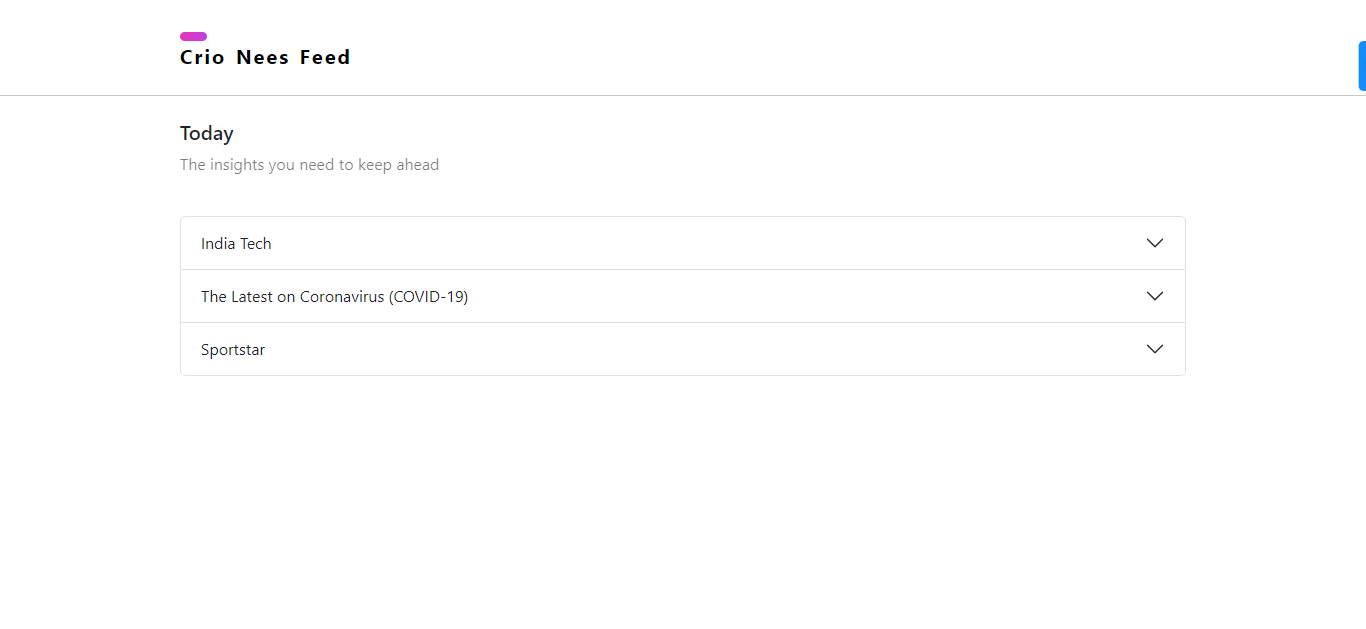 Crio Nees Feed
Today
The insights you need to keep ahead
India Tech
The Latest on Coronavirus (COVID-19)
Sportstar